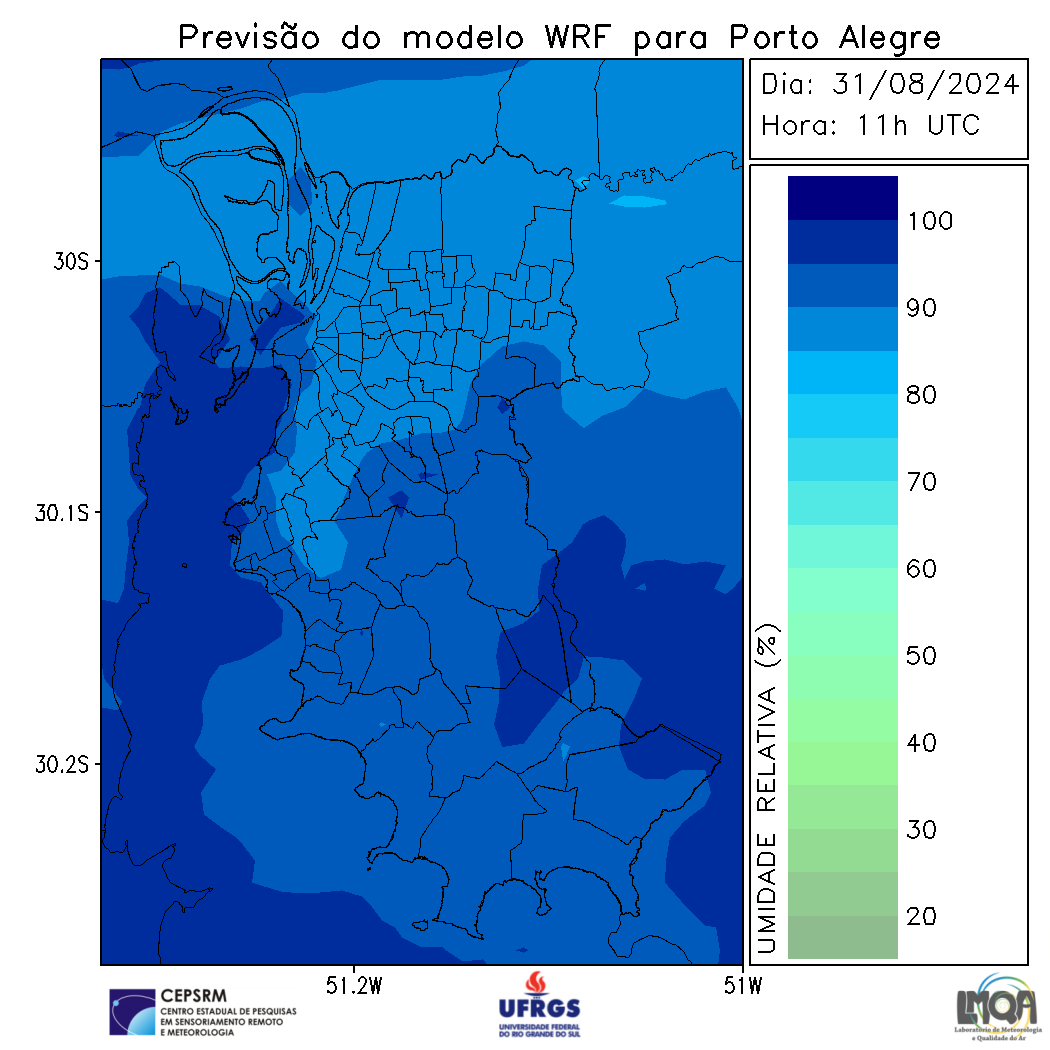 Previsão do modelo WRF para Porto Alegre
Dia: 31/08/2024
Hora: 11h UTC
30S
30.1S
30.2S
51.2W
51W
UMIDADE RELATIVA (%)
100
90
80
70
60
50
40
30
20
CEPSRM
CENTRO ESTADUAL DE PESQUISAS
EM SENSORIAMENTO REMOTO
E METEOROLOGIA
UFRGS
UNIVERSIDADE FEDERAL
DO RIO GRANDE DO SUL
LMQA
Laboratório de Meteorologia
e Qualidade do Ar